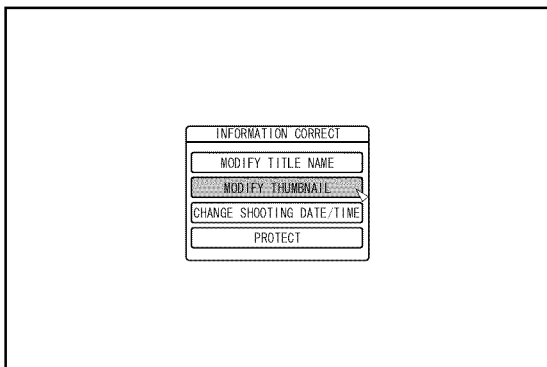 INFORMATION CORRECT
MODIFY TITLE NAME
MODIFY THUMBNAIL
CHANGE SHOOTING DATE/TIME
PROTECT